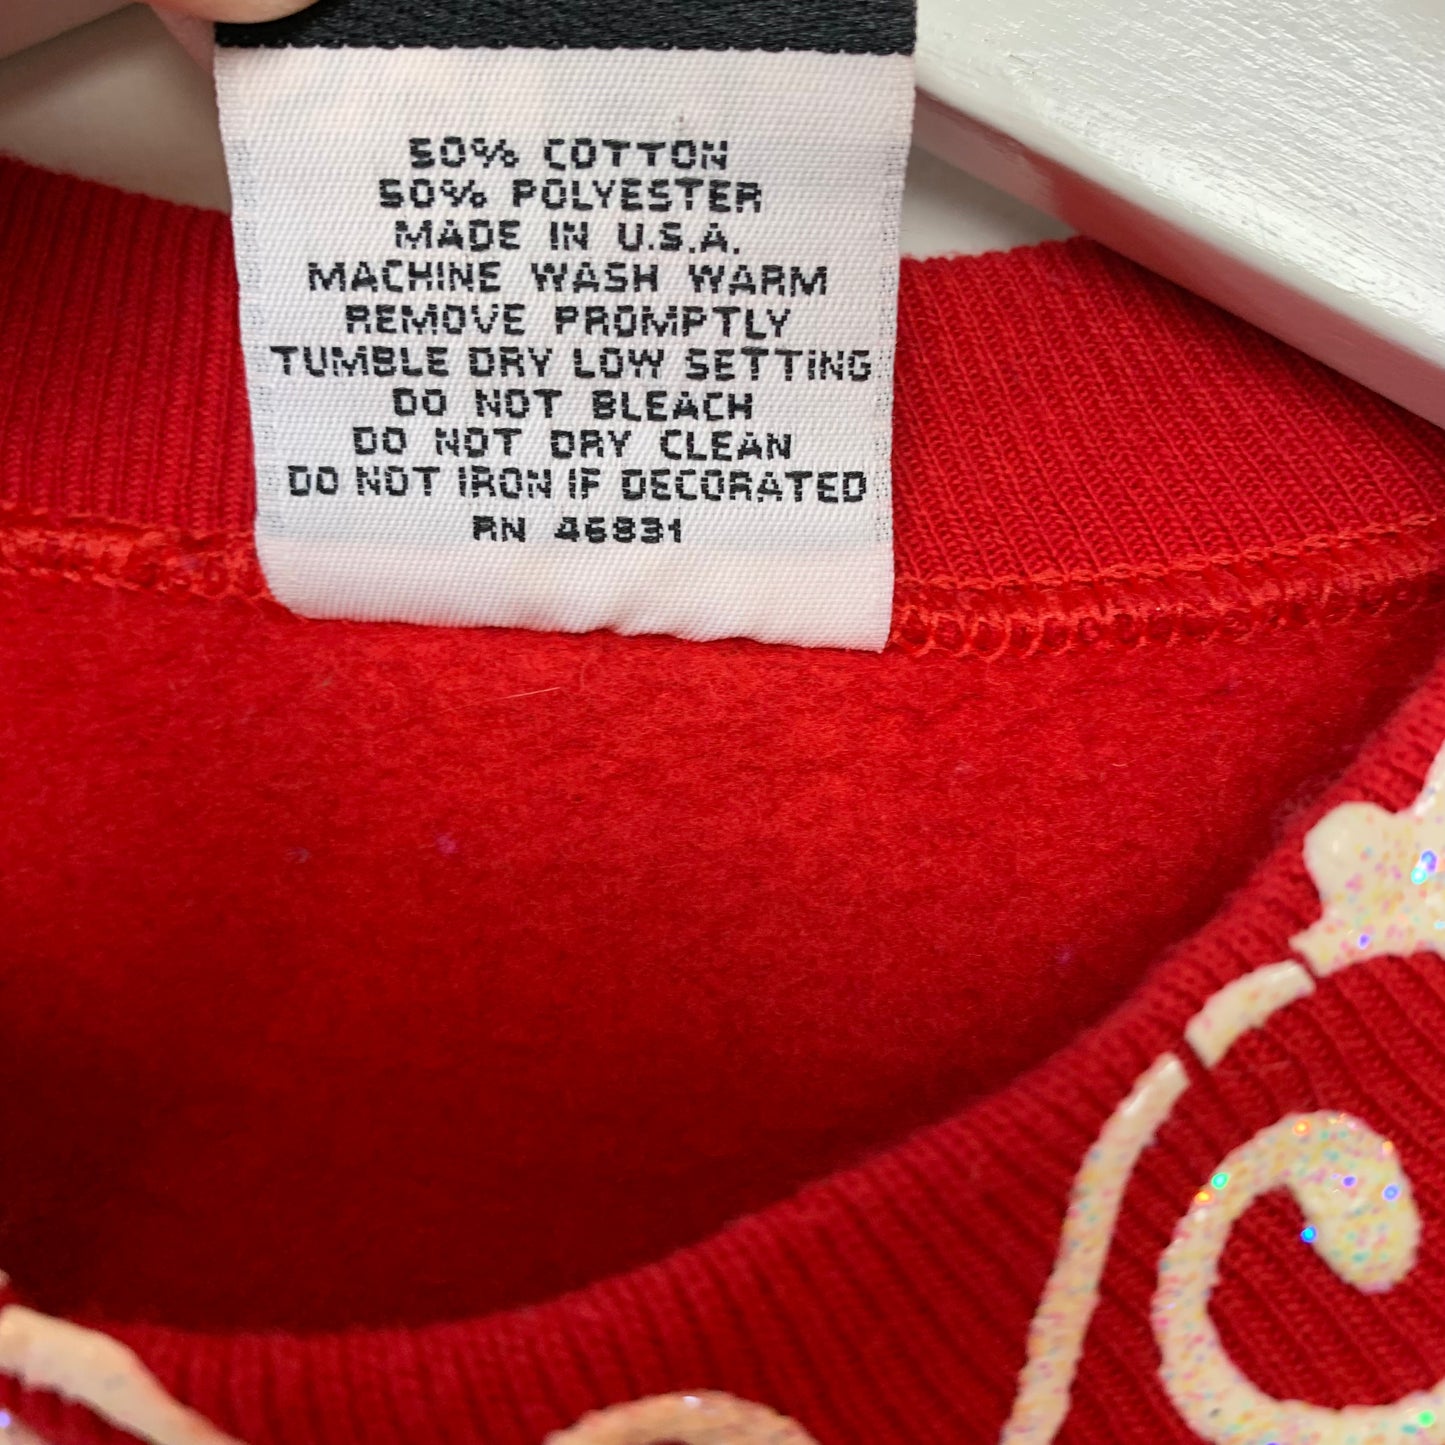 50% COTTON
50% POLYESTER
MADE IN U.S.A.
MACHINE WASH WARM
REMOVE PROMPTLY
TUMBLE DRY LOW SETTING
DO NOT BLEACH
DO NOT DRY CLEAN
DO NOT IRON IF DECORATED
RN 46831